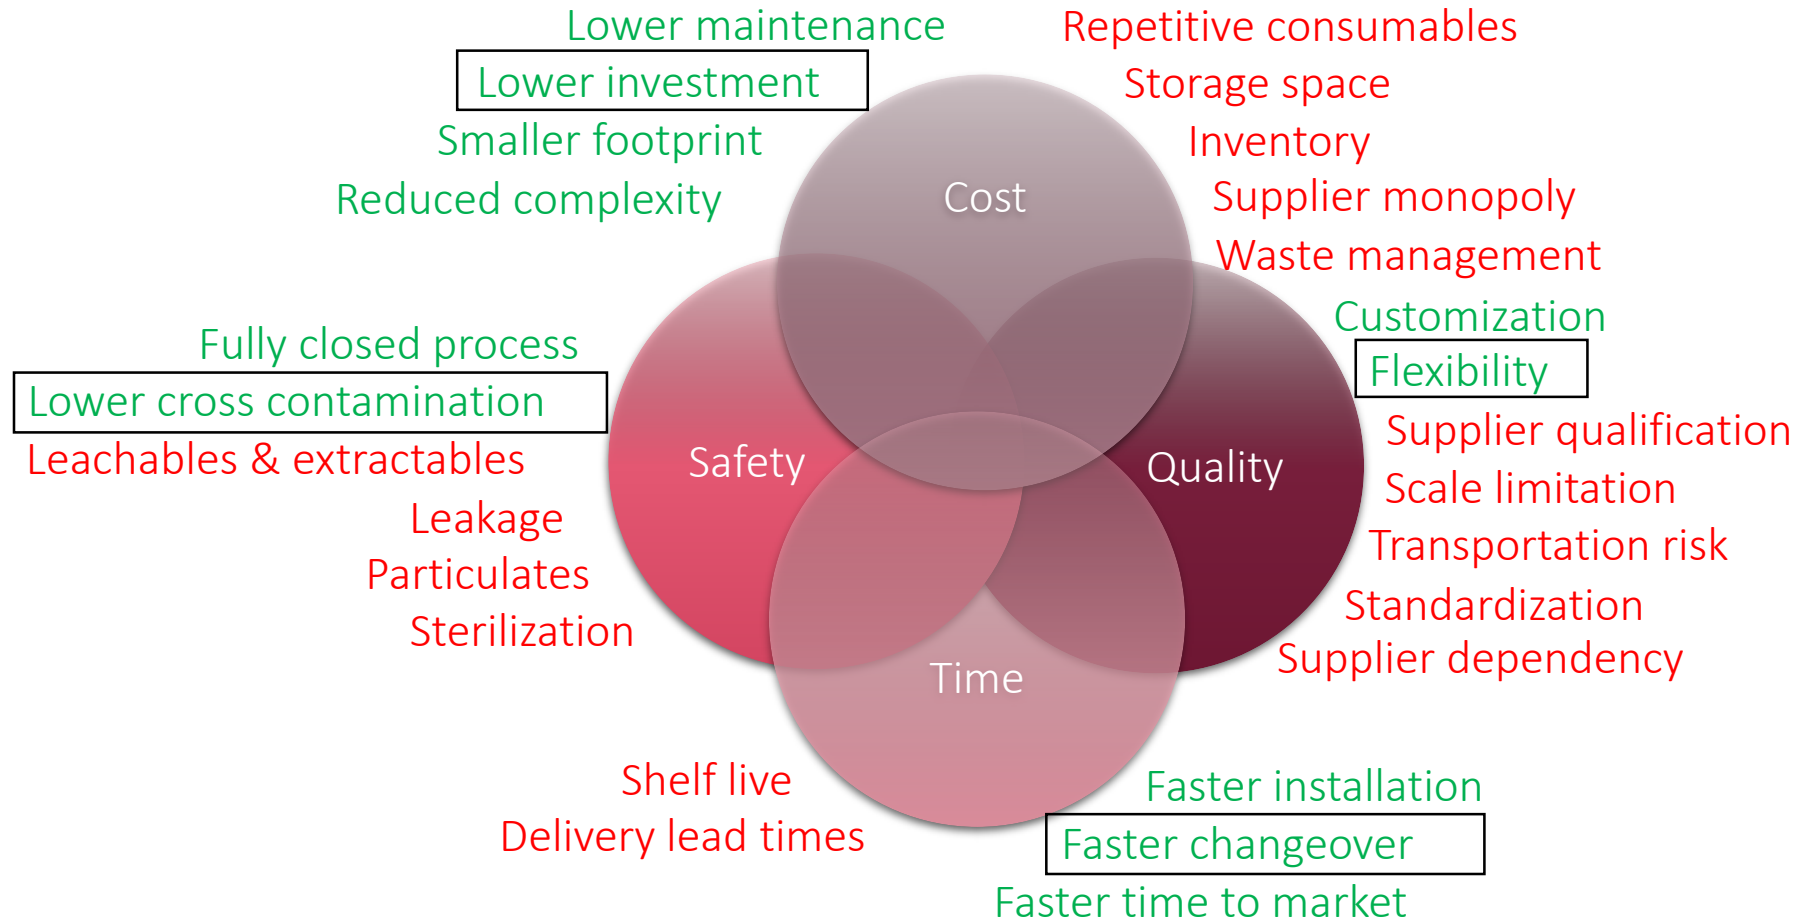 Lower maintenance
Lower investment
Smaller footprint
Reduced complexity
Repetitive consumables
Storage space
Inventory
Supplier monopoly
Waste management
Cost
Fully closed process
Lower cross contamination
Leachables & extractables
Leakage
Particulates
Sterilization
Safety
Quality
Customization
Flexibility
Supplier qualification
Scale limitation
Transportation risk
Standardization
Supplier dependency
Time
Shelf live
Delivery lead times
Faster installation
Faster changeover
Faster time to market